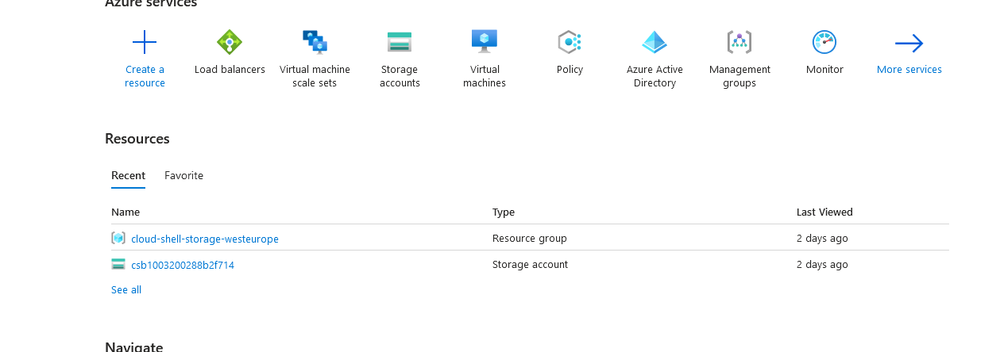 Azure services
Create a resource
Load balancers
Virtual machine scale sets
Storage accounts
Virtual machines
Policy
Azure Active Directory
Management groups
Monitor
More services
Resources
Recent Favorite
Name Type Last Viewed
cloud-shell-storage-westeurope Resource group 2 days ago
csb1003200288b2f714 Storage account 2 days ago
See all
Navigate